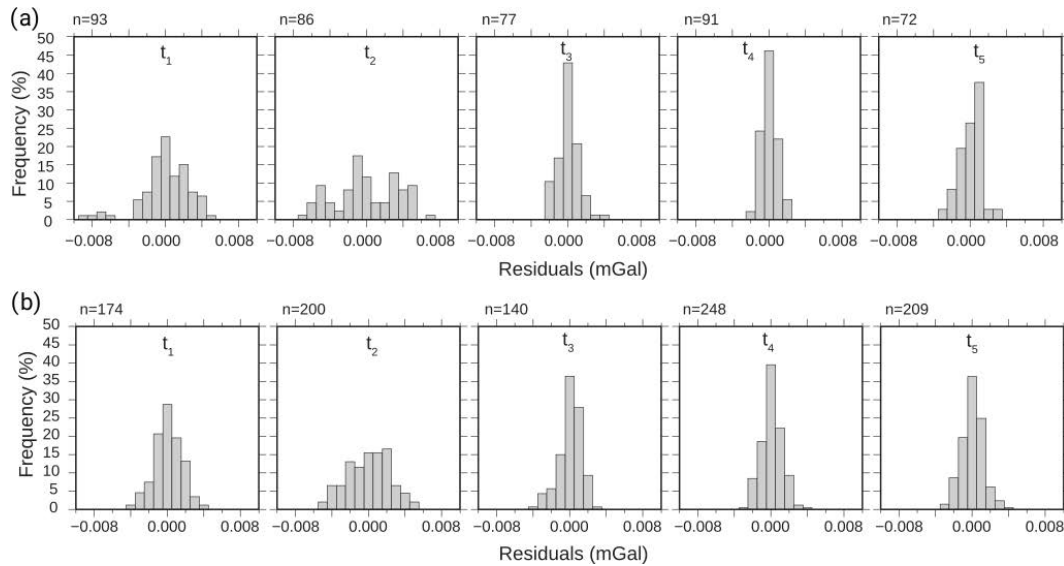 (a) n=93 n=86 n=77 n=91 n=72
50 45 40 35 30 25 20 15 10 5 0
Frequency (%)
t1 t2 t3 t4 t5
−0.008 0.000 0.008 −0.008 0.000 0.008 −0.008 0.000 0.008 −0.008 0.000 0.008 −0.008 0.000 0.008
Residuals (mGal)
(b) n=174 n=200 n=140 n=248 n=209
50 45 40 35 30 25 20 15 10 5 0
Frequency (%)
t1 t2 t3 t4 t5
−0.008 0.000 0.008 −0.008 0.000 0.008 −0.008 0.000 0.008 −0.008 0.000 0.008 −0.008 0.000 0.008
Residuals (mGal)